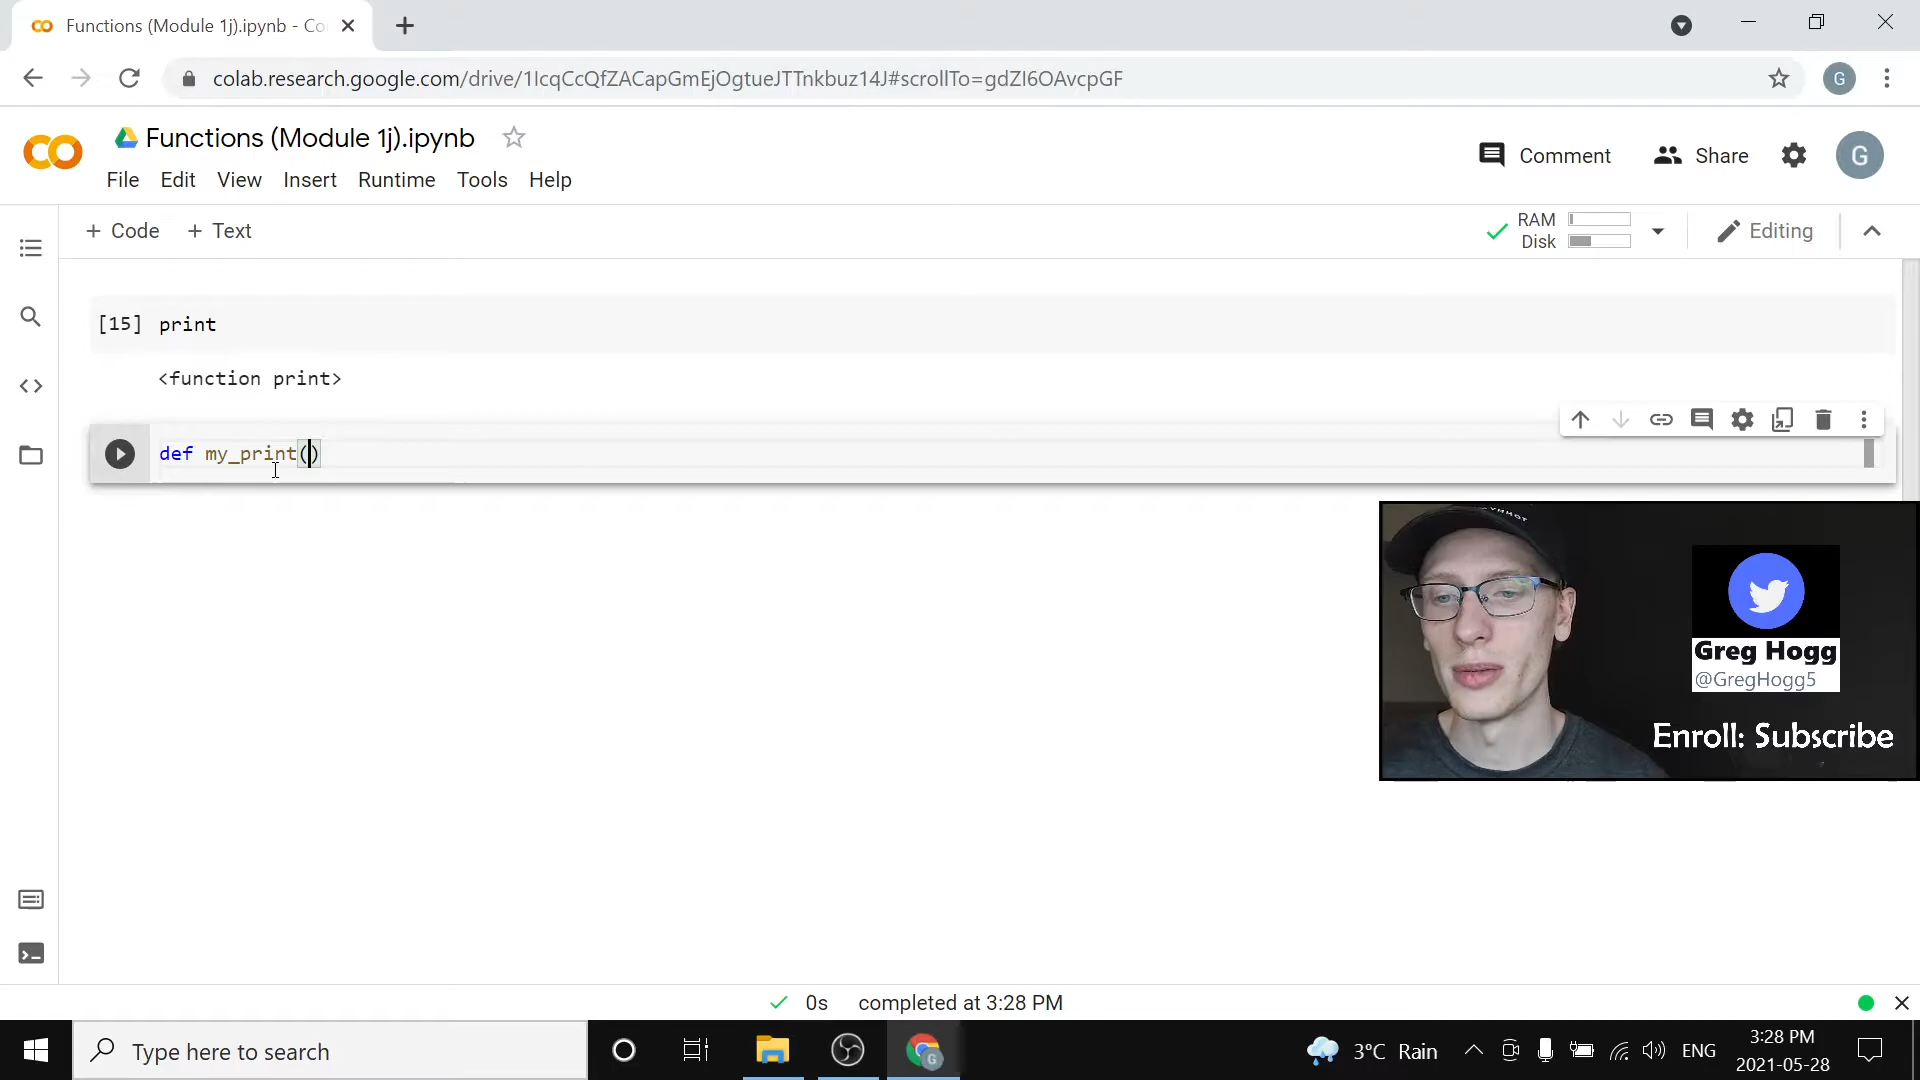 Functions (Module 1j).ipynb - Co
colab.research.google.com/drive/1IcqCcQfZACapGmEjOgtueJTTnkbuz14J#scrollTo=gdZI6OAvcpGF
G
Functions (Module 1j).ipynb
Comment
Share
G
File Edit View Insert Runtime Tools Help
+ Code + Text
RAM
Disk
Editing
[15] print
<function print>
def my_print()
Greg Hogg
@GregHogg5
Enroll: Subscribe
0s completed at 3:28 PM
Type here to search
G
3°C Rain
ENG
3:28 PM
2021-05-28